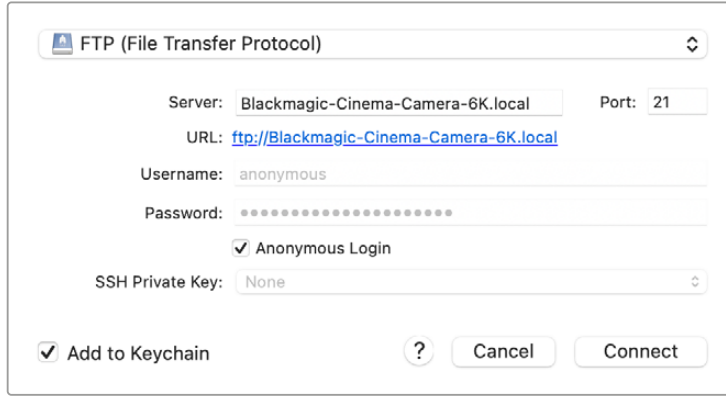 FTP (File Transfer Protocol)
Server: Blackmagic-Cinema-Camera-6K.local Port: 21
URL: ftp://Blackmagic-Cinema-Camera-6K.local
Username: anonymous
Password: •••••••••••••••••••••
Anonymous Login
SSH Private Key: None
Add to Keychain ? Cancel Connect